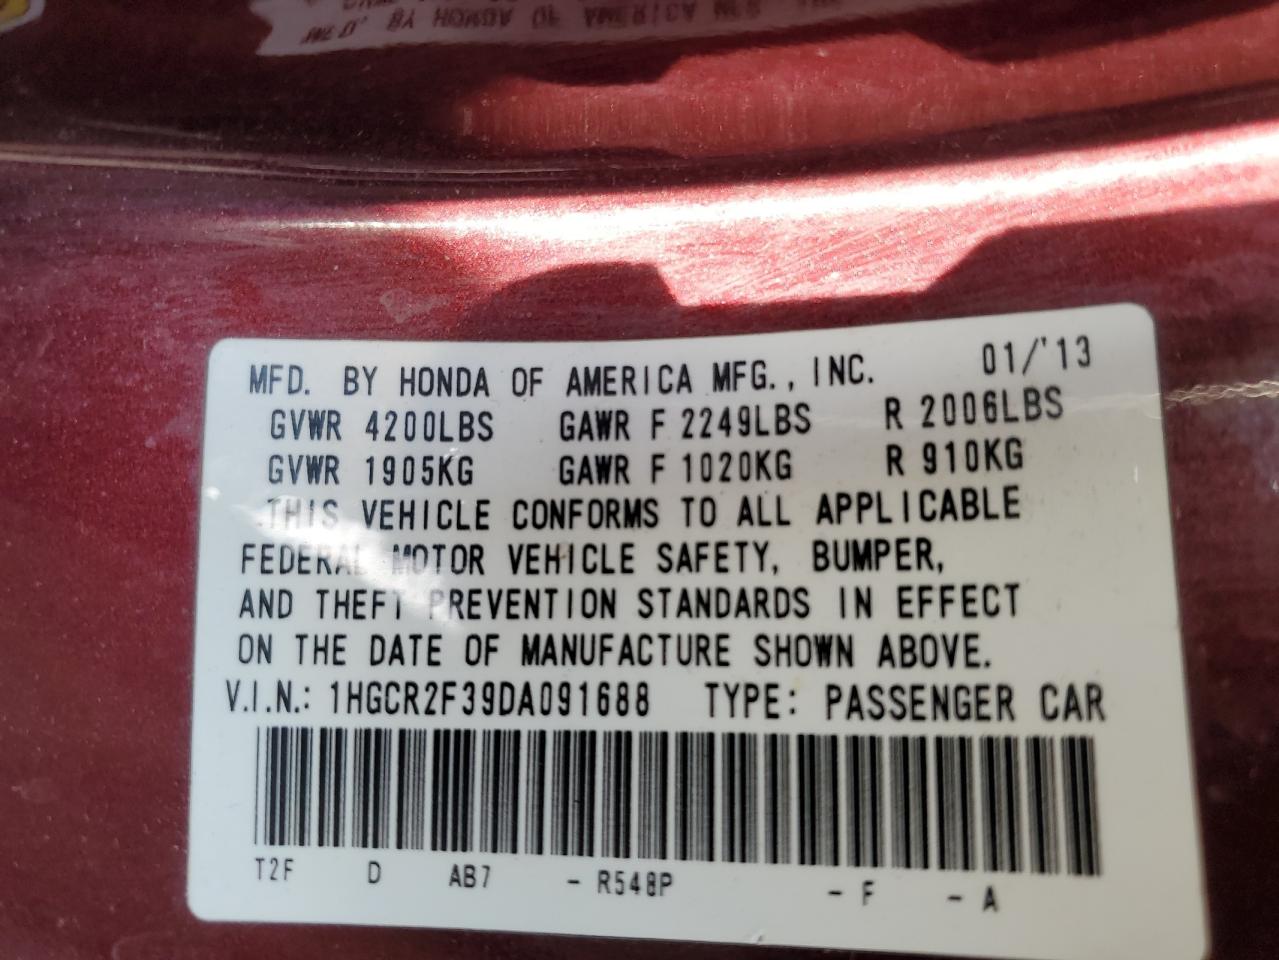 MFD. BY HONDA OF AMERICA MFG., INC. 01/'13
GVWR 4200LBS GAWR F 2249LBS R 2006LBS
GVWR 1905KG GAWR F 1020KG R 910KG
THIS VEHICLE CONFORMS TO ALL APPLICABLE
FEDERAL MOTOR VEHICLE SAFETY, BUMPER,
AND THEFT PREVENTION STANDARDS IN EFFECT
ON THE DATE OF MANUFACTURE SHOWN ABOVE.
V.I.N.: 1HGCR2F39DA091688 TYPE: PASSENGER CAR
T2F D AB7 - R548P - F - A